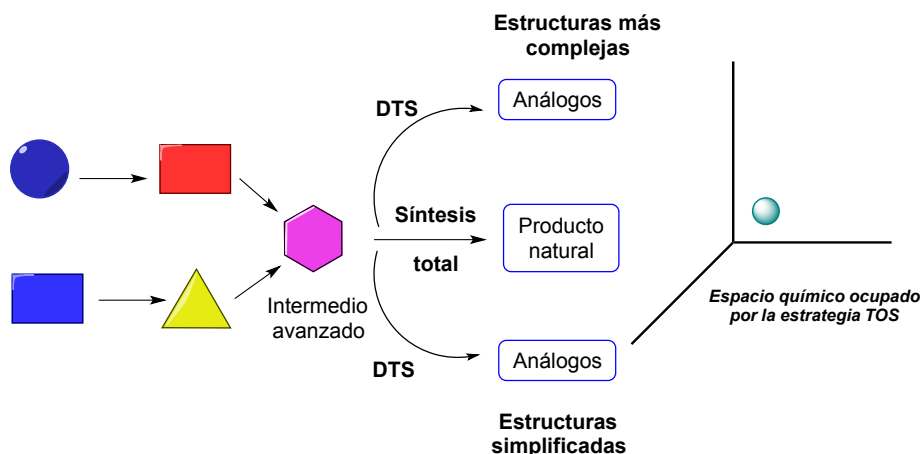 Estructuras más
complejas
DTS
Análogos
Síntesis
total
Producto
natural
Intermedio
avanzado
Espacio químico ocupado
por la estrategia TOS
DTS
Análogos
Estructuras
simplificadas